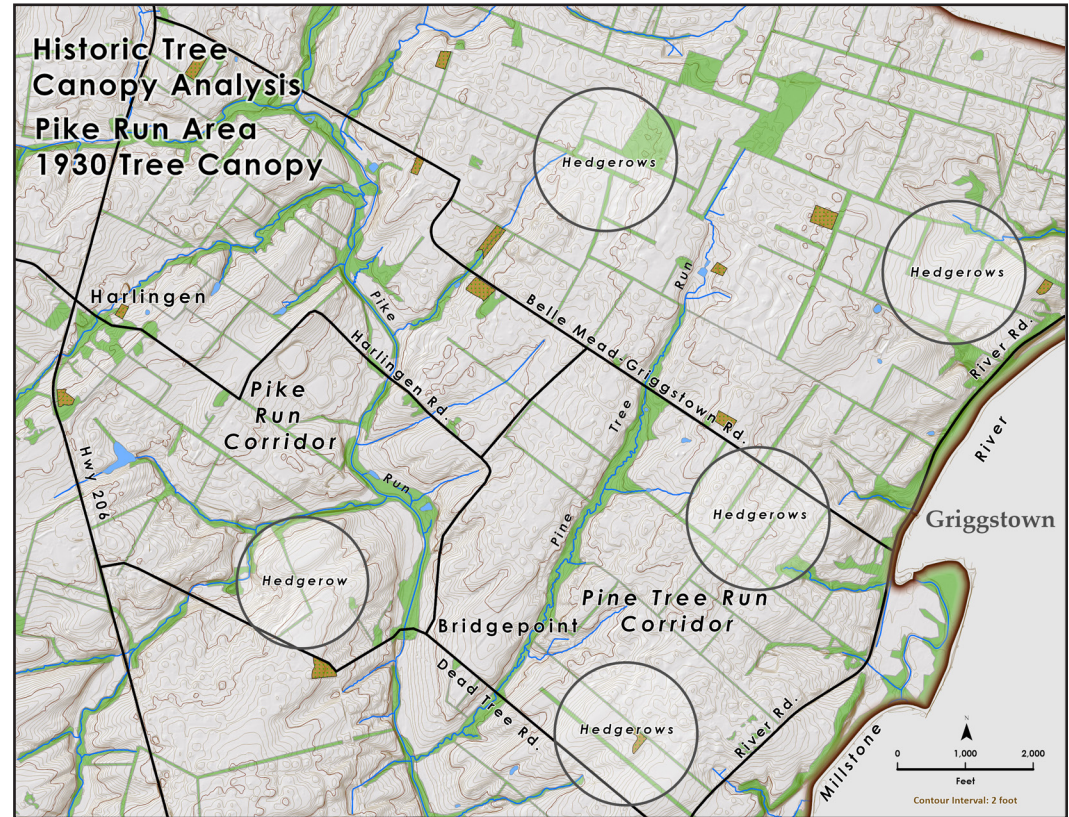 Historic Tree
Canopy Analysis
Pike Run Area
1930 Tree Canopy
Hedgerows
Hedgerows
Harlingen
Pike
Run
Belle Mead-Griggstown Rd.
River Rd.
Harlingen Rd.
Pike
Run
Corridor
Tree
River
Hwy 206
Run
Pine
Hedgerows
Griggstown
Hedgerow
Pine Tree Run
Corridor
Bridgepoint
Dead Tree Rd.
Hedgerows
River Rd.
Millstone
N
0 1,000 2,000
Feet
Contour Interval: 2 foot